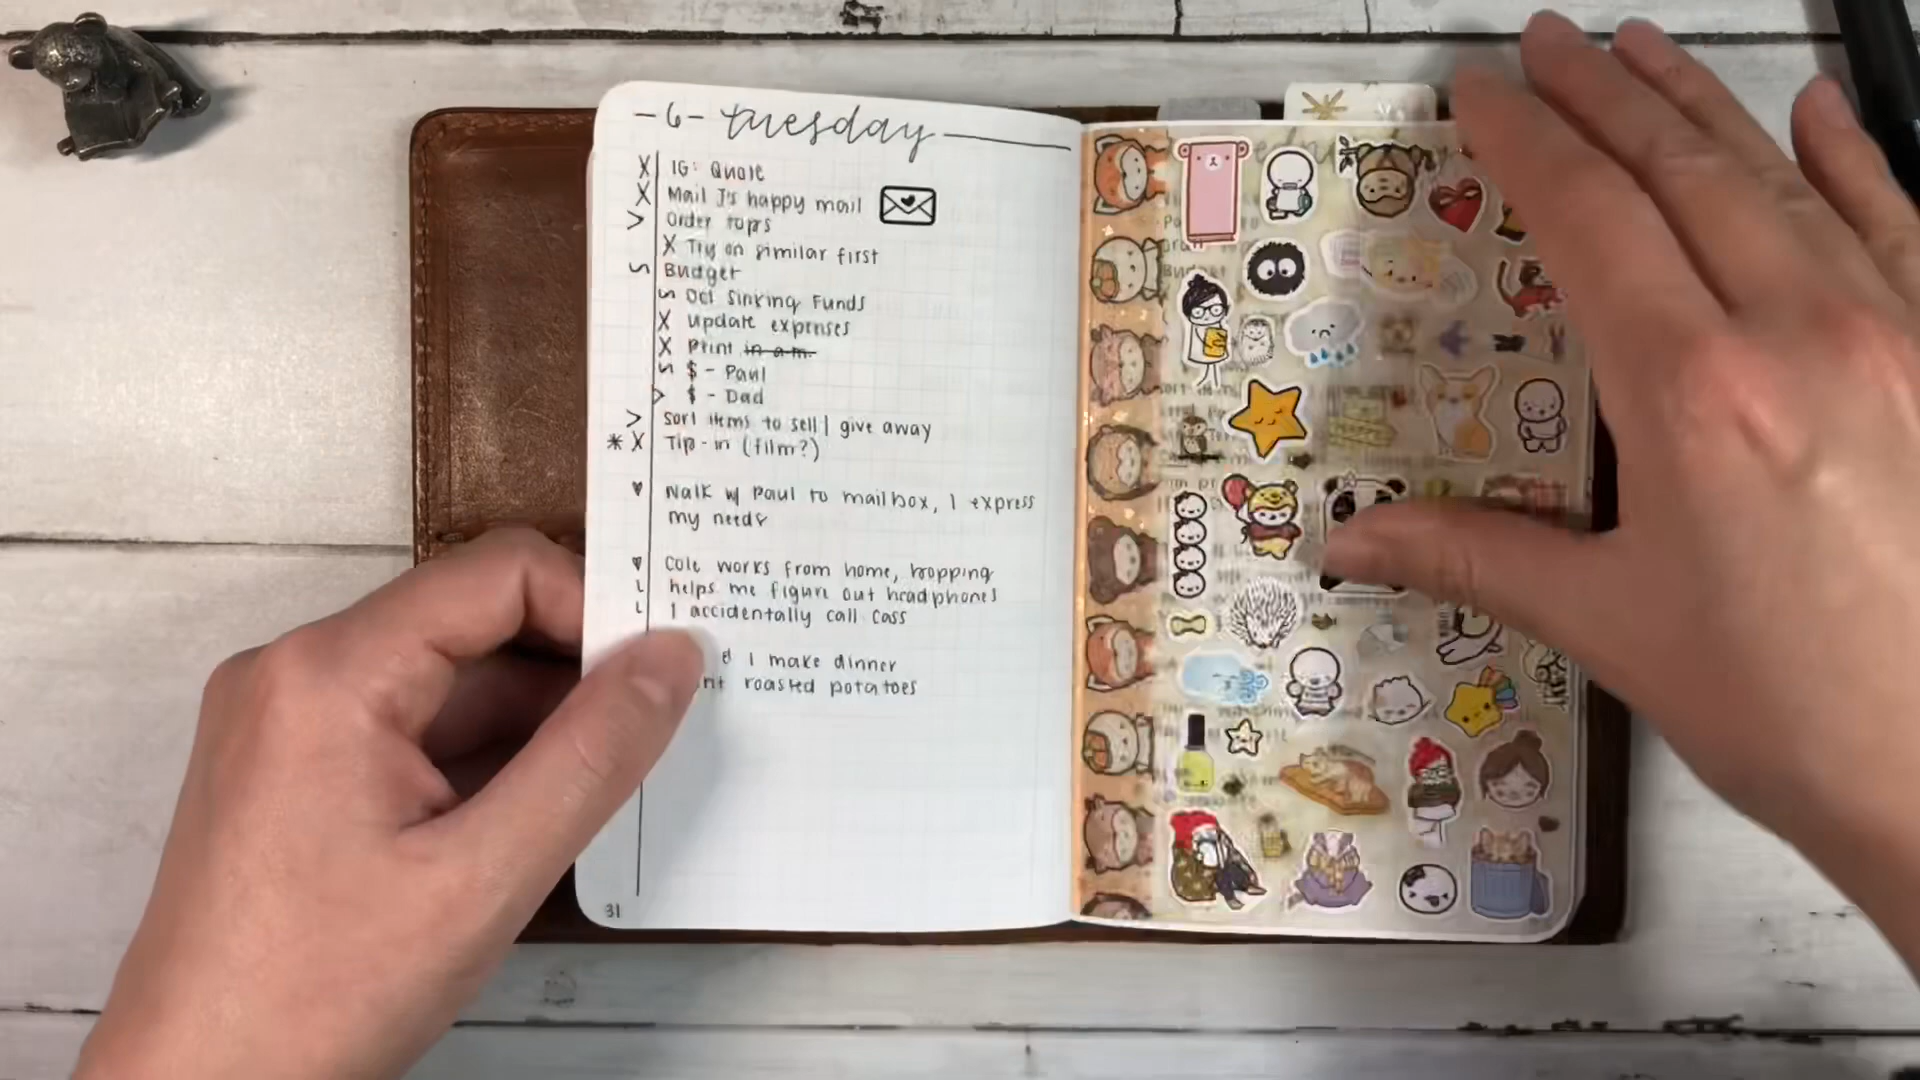 - 6 - tuesday
X IG: Quote
X Mail J's happy mail
> Order tops
X Try on similar first
Budget
Oct Sinking Funds
X Update expenses
X Print in a.m.
$ - Paul
> $ - Dad
> Sort items to sell | give away
* X Tip-in (film?)
Walk w/ Paul to mailbox, I express
my needs
Cole works from home,
helps me figure out headphones
I accidentally call Cass
I make dinner
roasted potatoes
31